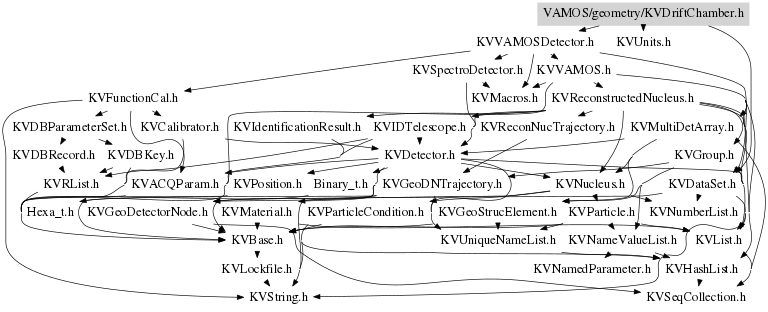 VAMOS/geometry/KVDriftChamber.h
KVVAMOSDetector.h KVUnits.h
KVSpectroDetector.h KVVAMOS.h
KVFunctionCal.h KVMacros.h KVReconstructedNucleus.h
KVDBParameterSet.h KVCalibrator.h KVIdentificationResult.h KVIDTelescope.h KVReconNucTrajectory.h KVMultiDetArray.h
KVDBRecord.h KVDBKey.h KVDetector.h KVGroup.h
KVRList.h KVACQParam.h KVPosition.h Binary_t.h KVGeoDNTrajectory.h KVNucleus.h KVDataSet.h
Hexa_t.h KVGeoDetectorNode.h KVMaterial.h KVParticleCondition.h KVGeoStrucElement.h KVParticle.h KVNumberList.h
KVBase.h KVUniqueNameList.h KVNameValueList.h KVList.h
KVLockfile.h KVNamedParameter.h KVHashList.h
KVString.h KVSeqCollection.h